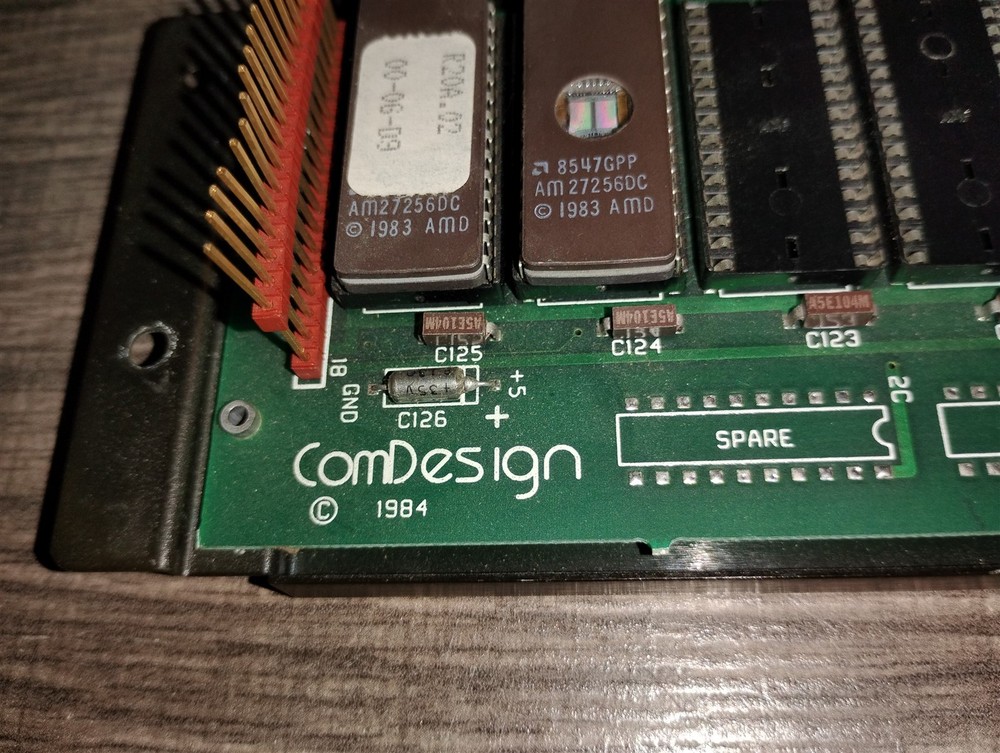 R20A.02
00-06-D3
AM27256DC
© 1983 AMD
8547GPP
AM27256DC
© 1983 AMD
A5E104M
A5E104M
A5E104M
C125
C124
C123
18
GND
+35V
+5
+
C126
2C
SPARE
ComDesign
© 1984